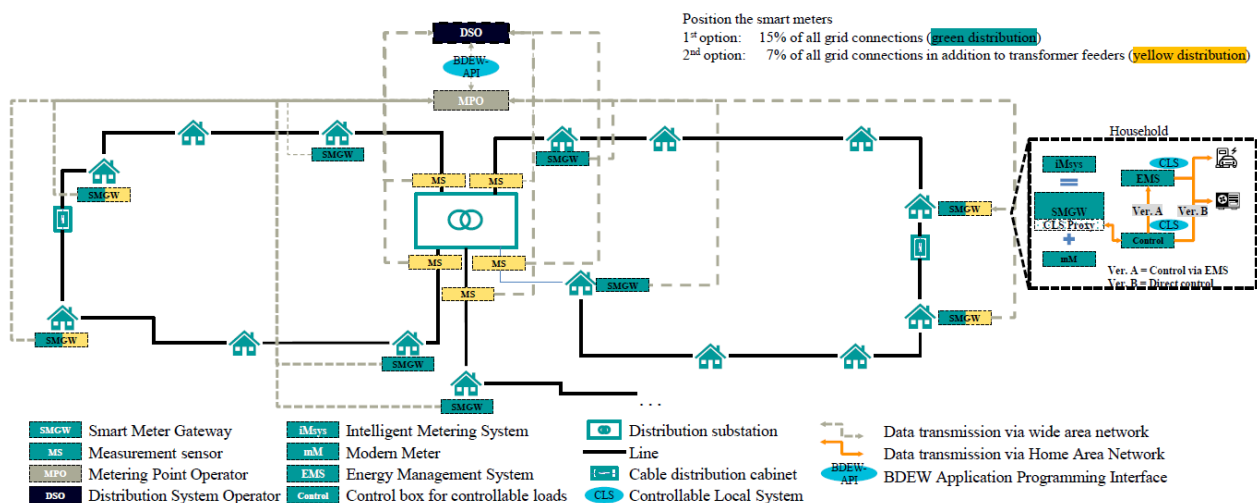 Position the smart meters
1st option: 15% of all grid connections (green distribution)
2nd option: 7% of all grid connections in addition to transformer feeders (yellow distribution)
DSO
BDEW-
API
MPO
SMGW
SMGW
SMGW
MS
MS
SMGW
MS
MS
MS
SMGW
SMGW
SMGW
SMGW
SMGW
SMGW
. . .
Household
iMsys
SMGW
CLS Proxy
mM
CLS
EMS
Ver. A
Ver. B
CLS
Control
Ver. A = Control via EMS
Ver. B = Direct control
SMGW Smart Meter Gateway
MS Measurement sensor
MPO Metering Point Operator
DSO Distribution System Operator
iMsys Intelligent Metering System
mM Modern Meter
EMS Energy Management System
Control Control box for controllable loads
Distribution substation
Line
Cable distribution cabinet
CLS Controllable Local System
Data transmission via wide area network
Data transmission via Home Area Network
BDEW-
API BDEW Application Programming Interface